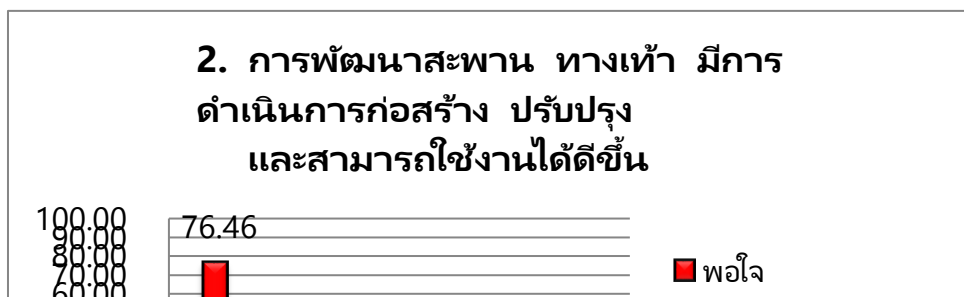 2. การพัฒนาสะพาน ทางเท้า มีการ
ดำเนินการก่อสร้าง ปรับปรุง
และสามารถใช้งานได้ดีขึ้น
100.00
90.00
80.00
70.00
60.00
76.46
พอใจ